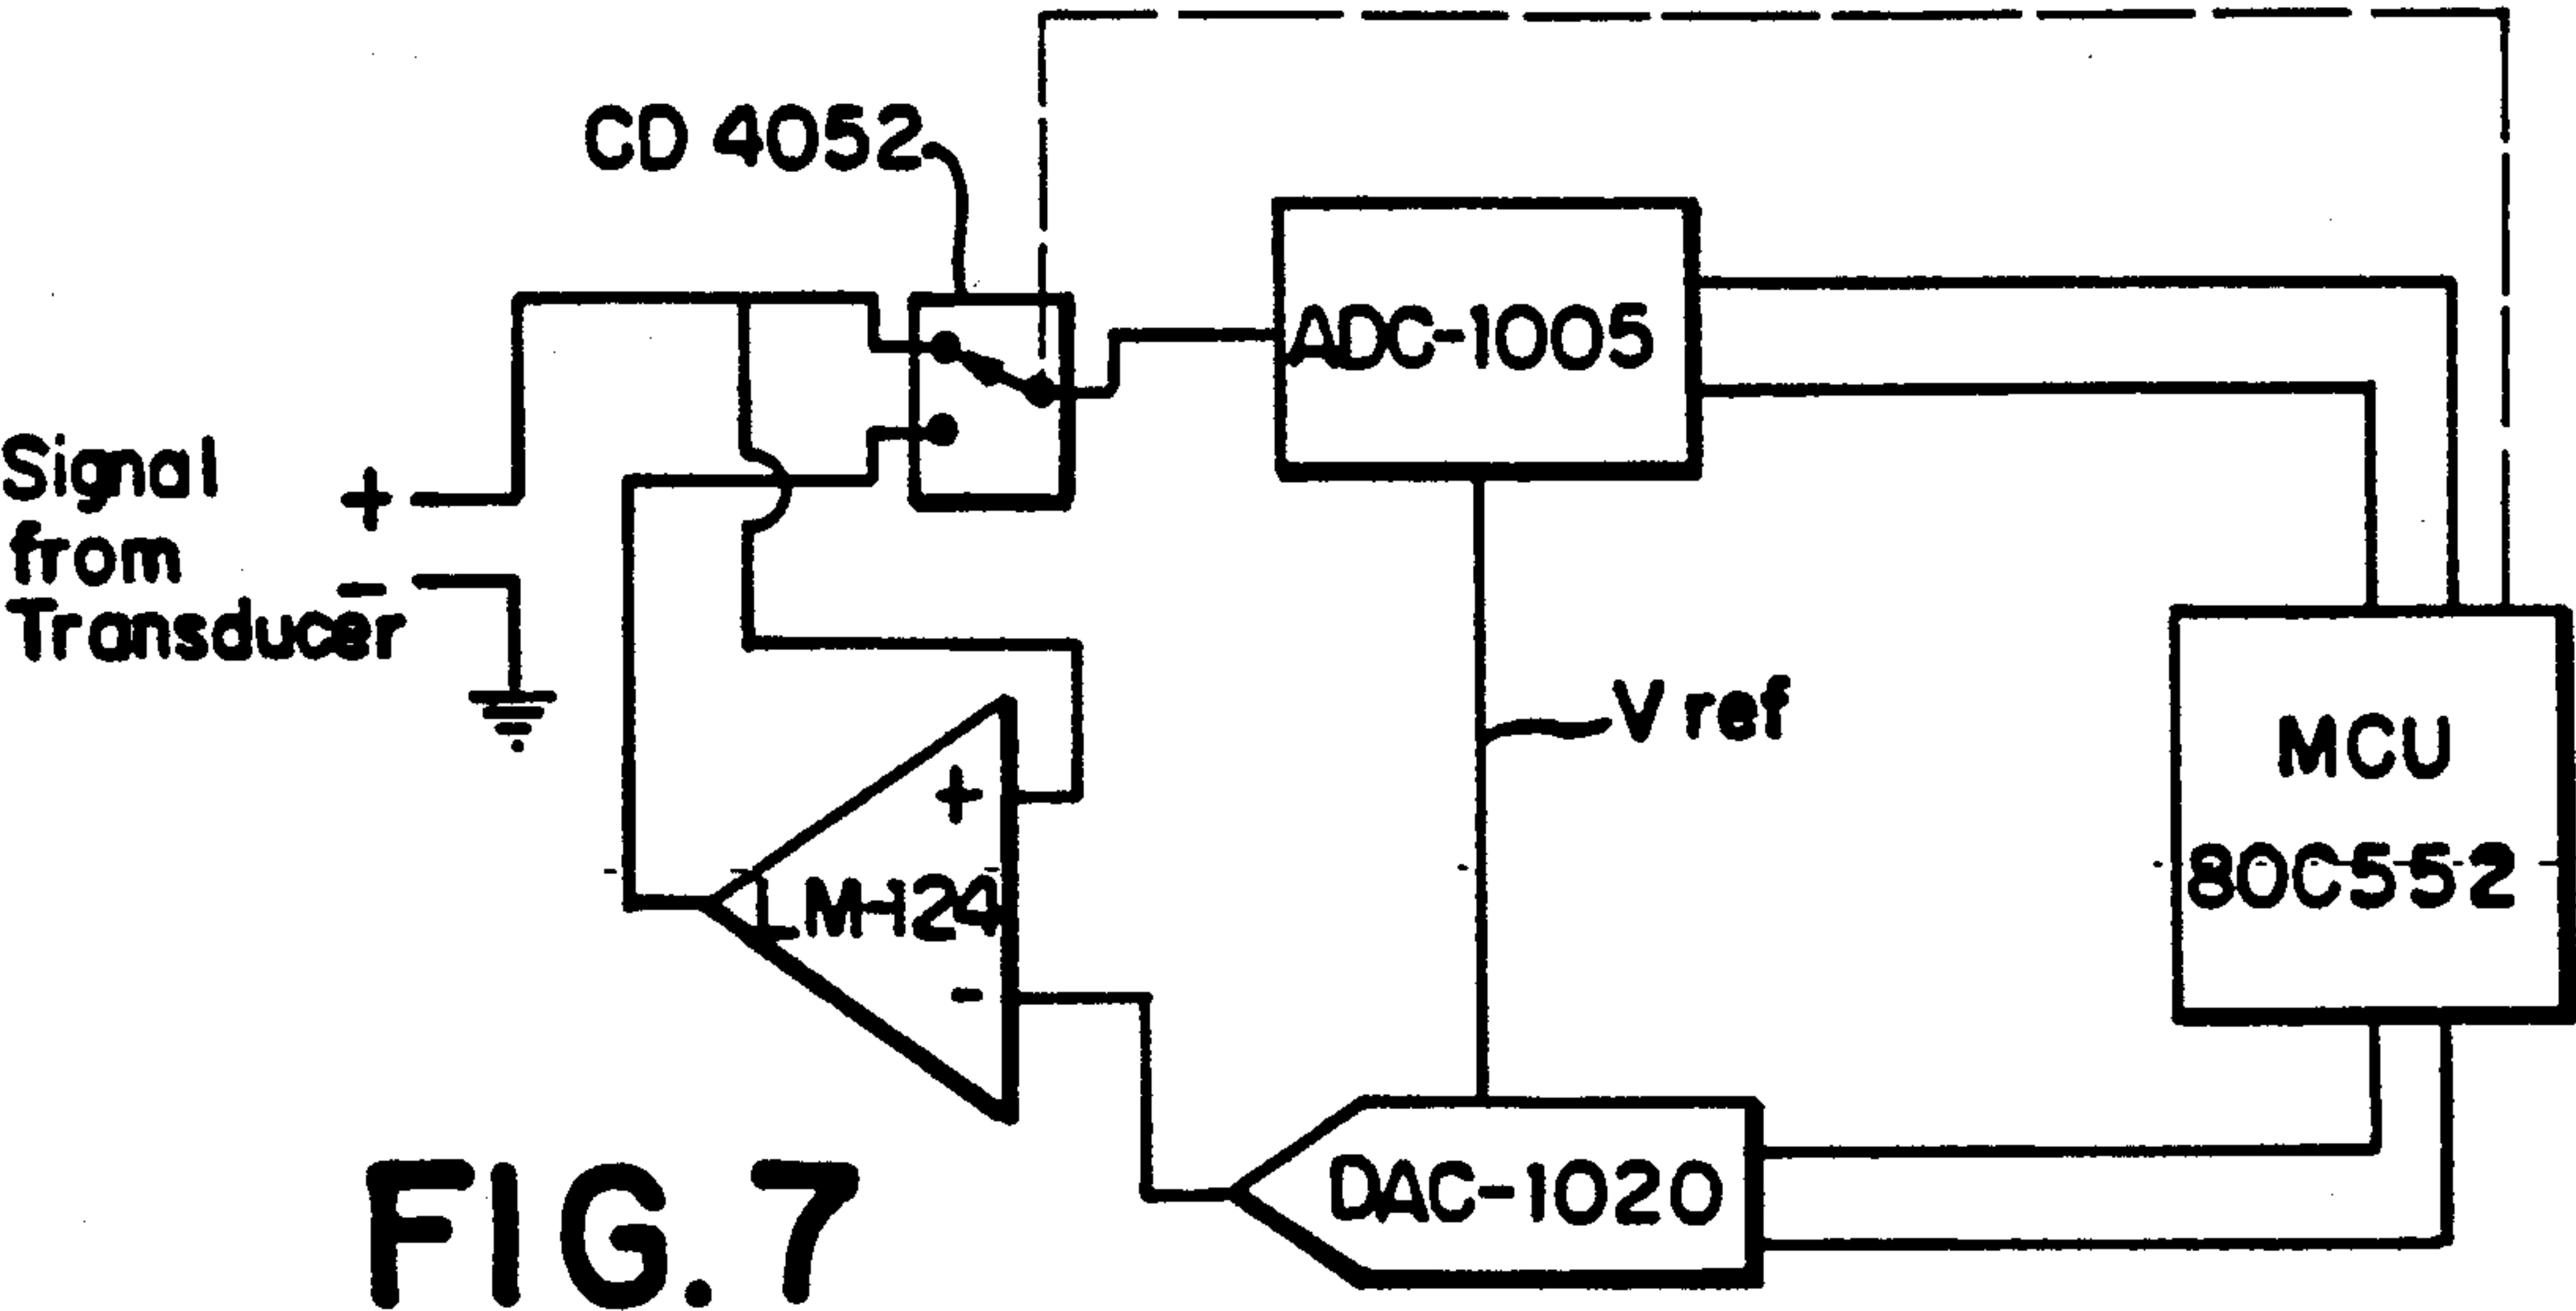 CD 4052
ADC-1005
Signal
from
Transducer
+
-
V ref
MCU
80C552
+
LM-124
-
DAC-1020
FIG. 7